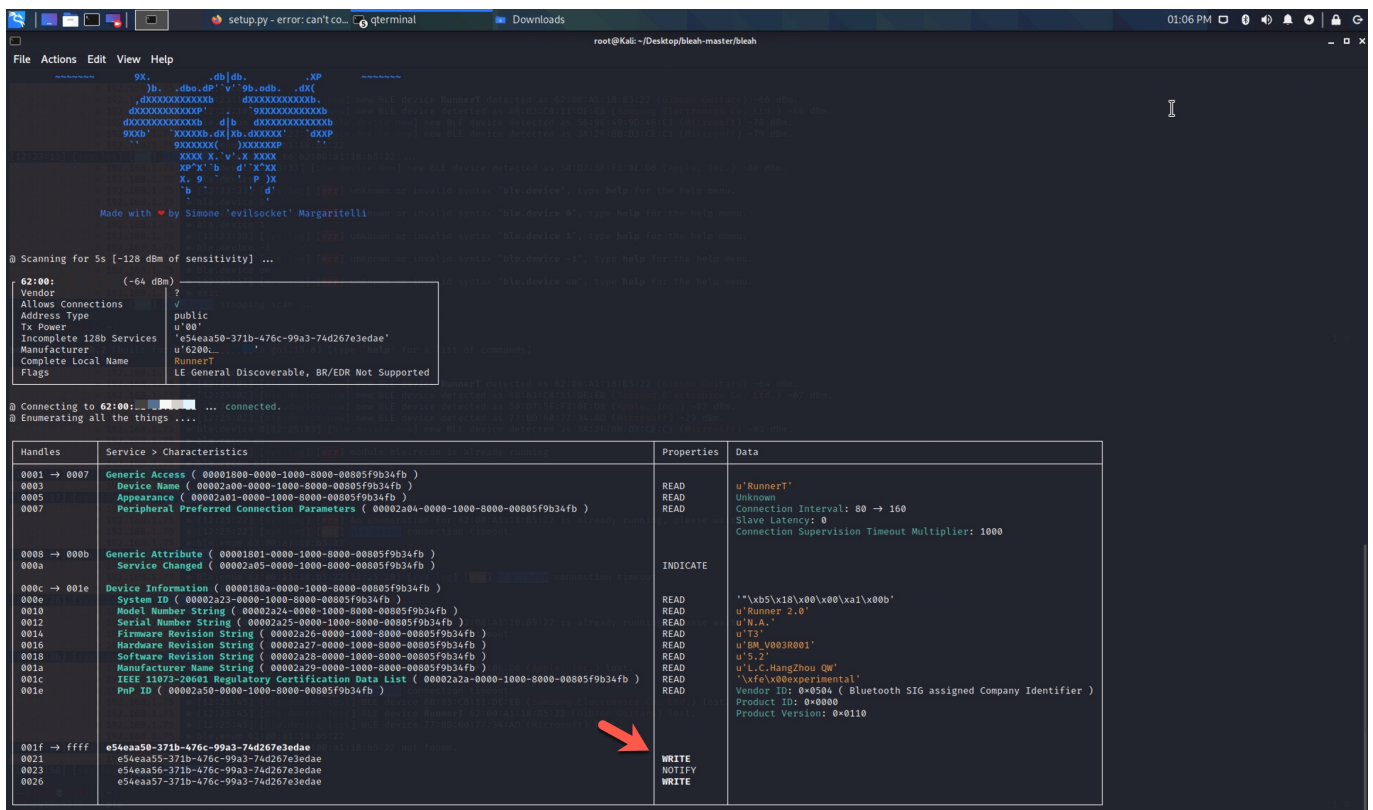 setup.py - error: can't co...
qterminal
Downloads
01:06 PM
root@Kali: ~/Desktop/bleah-master/bleah
File Actions Edit View Help
Made with ❤ by Simone 'evilsocket' Margaritelli
@ Scanning for 5s [-128 dBm of sensitivity] ...
62:00: (-64 dBm)
Vendor ?
Allows Connections √
Address Type public
Tx Power u'00'
Incomplete 128b Services 'e54eaa50-371b-476c-99a3-74d267e3edae'
Manufacturer u'6200
Complete Local Name RunnerT
Flags LE General Discoverable, BR/EDR Not Supported
@ Connecting to 62:00: ... connected.
@ Enumerating all the things ....
Handles Service > Characteristics Properties Data
0001 → 0007 Generic Access ( 00001800-0000-1000-8000-00805f9b34fb )
0003 Device Name ( 00002a00-0000-1000-8000-00805f9b34fb ) READ u'RunnerT'
0005 Appearance ( 00002a01-0000-1000-8000-00805f9b34fb ) READ Unknown
0007 Peripheral Preferred Connection Parameters ( 00002a04-0000-1000-8000-00805f9b34fb ) READ Connection Interval: 80 → 160
Slave Latency: 0
Connection Supervision Timeout Multiplier: 1000
0008 → 000b Generic Attribute ( 00001801-0000-1000-8000-00805f9b34fb )
000a Service Changed ( 00002a05-0000-1000-8000-00805f9b34fb ) INDICATE
000c → 001e Device Information ( 0000180a-0000-1000-8000-00805f9b34fb )
000e System ID ( 00002a23-0000-1000-8000-00805f9b34fb ) READ '"\xb5\x18\x00\x00\xa1\x00b'
0010 Model Number String ( 00002a24-0000-1000-8000-00805f9b34fb ) READ u'Runner 2.0'
0012 Serial Number String ( 00002a25-0000-1000-8000-00805f9b34fb ) READ u'N.A.'
0014 Firmware Revision String ( 00002a26-0000-1000-8000-00805f9b34fb ) READ u'T3'
0016 Hardware Revision String ( 00002a27-0000-1000-8000-00805f9b34fb ) READ u'BM_V003R001'
0018 Software Revision String ( 00002a28-0000-1000-8000-00805f9b34fb ) READ u'5.2'
001a Manufacturer Name String ( 00002a29-0000-1000-8000-00805f9b34fb ) READ u'L.C.HangZhou QW'
001c IEEE 11073-20601 Regulatory Certification Data List ( 00002a2a-0000-1000-8000-00805f9b34fb ) READ '\xfe\x00experimental'
001e PnP ID ( 00002a50-0000-1000-8000-00805f9b34fb ) READ Vendor ID: 0×0504 ( Bluetooth SIG assigned Company Identifier )
Product ID: 0×0000
Product Version: 0×0110
001f → ffff e54eaa50-371b-476c-99a3-74d267e3edae
0021 e54eaa55-371b-476c-99a3-74d267e3edae WRITE
0023 e54eaa56-371b-476c-99a3-74d267e3edae NOTIFY
0026 e54eaa57-371b-476c-99a3-74d267e3edae WRITE